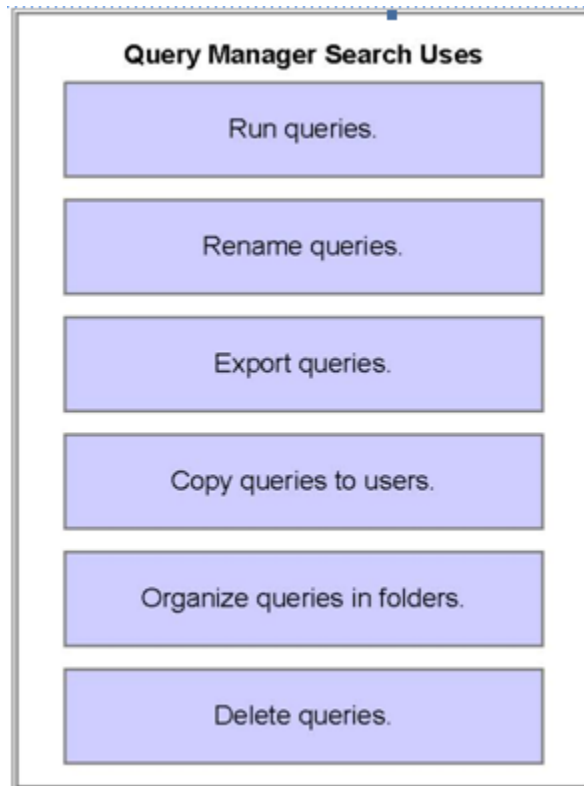 Query Manager Search Uses
Run queries.
Rename queries.
Export queries.
Copy queries to users.
Organize queries in folders.
Delete queries.